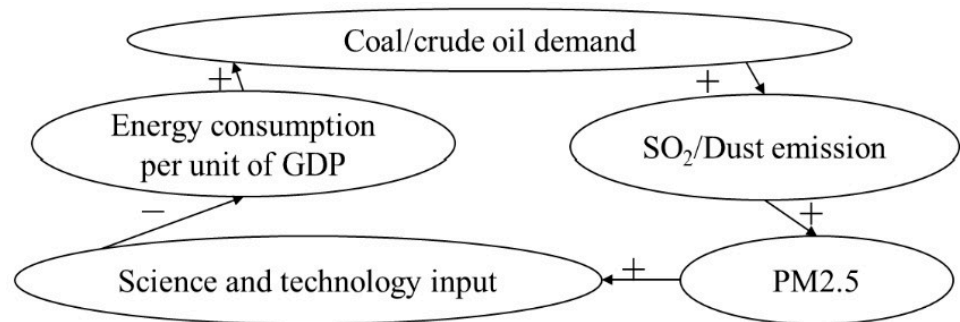 Coal/crude oil demand
+
+
Energy consumption
per unit of GDP
SO₂/Dust emission
−
+
Science and technology input
+
PM2.5